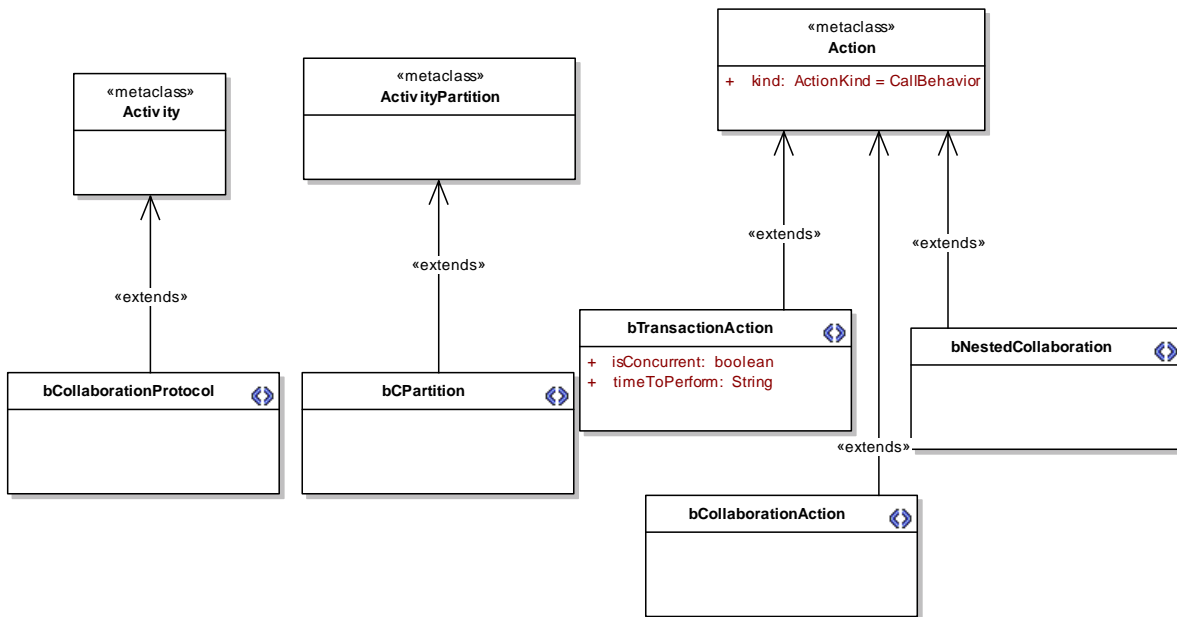 «metaclass»
Activity
«metaclass»
ActivityPartition
«metaclass»
Action
+ kind: ActionKind = CallBehavior
«extends»
«extends»
«extends»
«extends»
«extends»
bCollaborationProtocol
bCPartition
bTransactionAction
+ isConcurrent: boolean
+ timeToPerform: String
bNestedCollaboration
bCollaborationAction